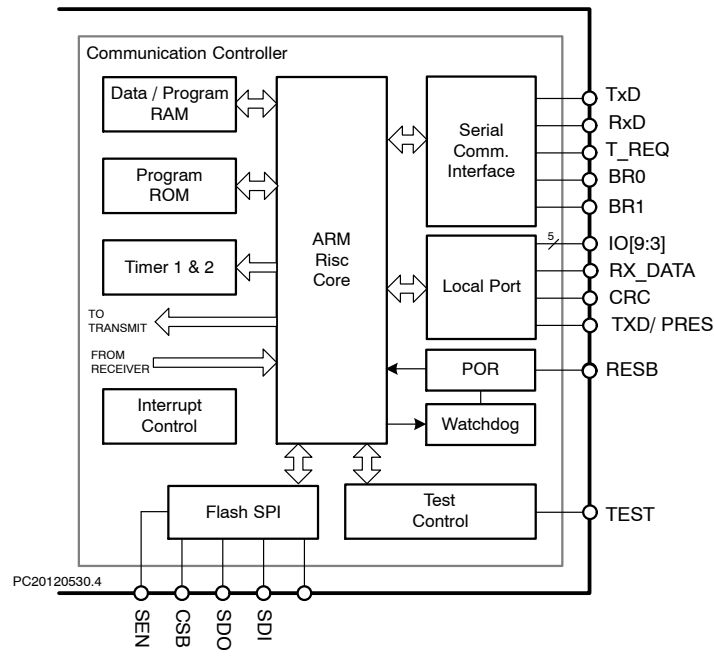 Communication Controller
Data / Program
RAM
Program
ROM
Timer 1 & 2
TO
TRANSMIT
FROM
RECEIVER
Interrupt
Control
ARM
Risc
Core
Serial
Comm.
Interface
Local Port
POR
Watchdog
Flash SPI
Test
Control
TxD
RxD
T_REQ
BR0
BR1
5
IO[9:3]
RX_DATA
CRC
TXD/ PRES
RESB
TEST
PC20120530.4
SEN
CSB
SDO
SDI